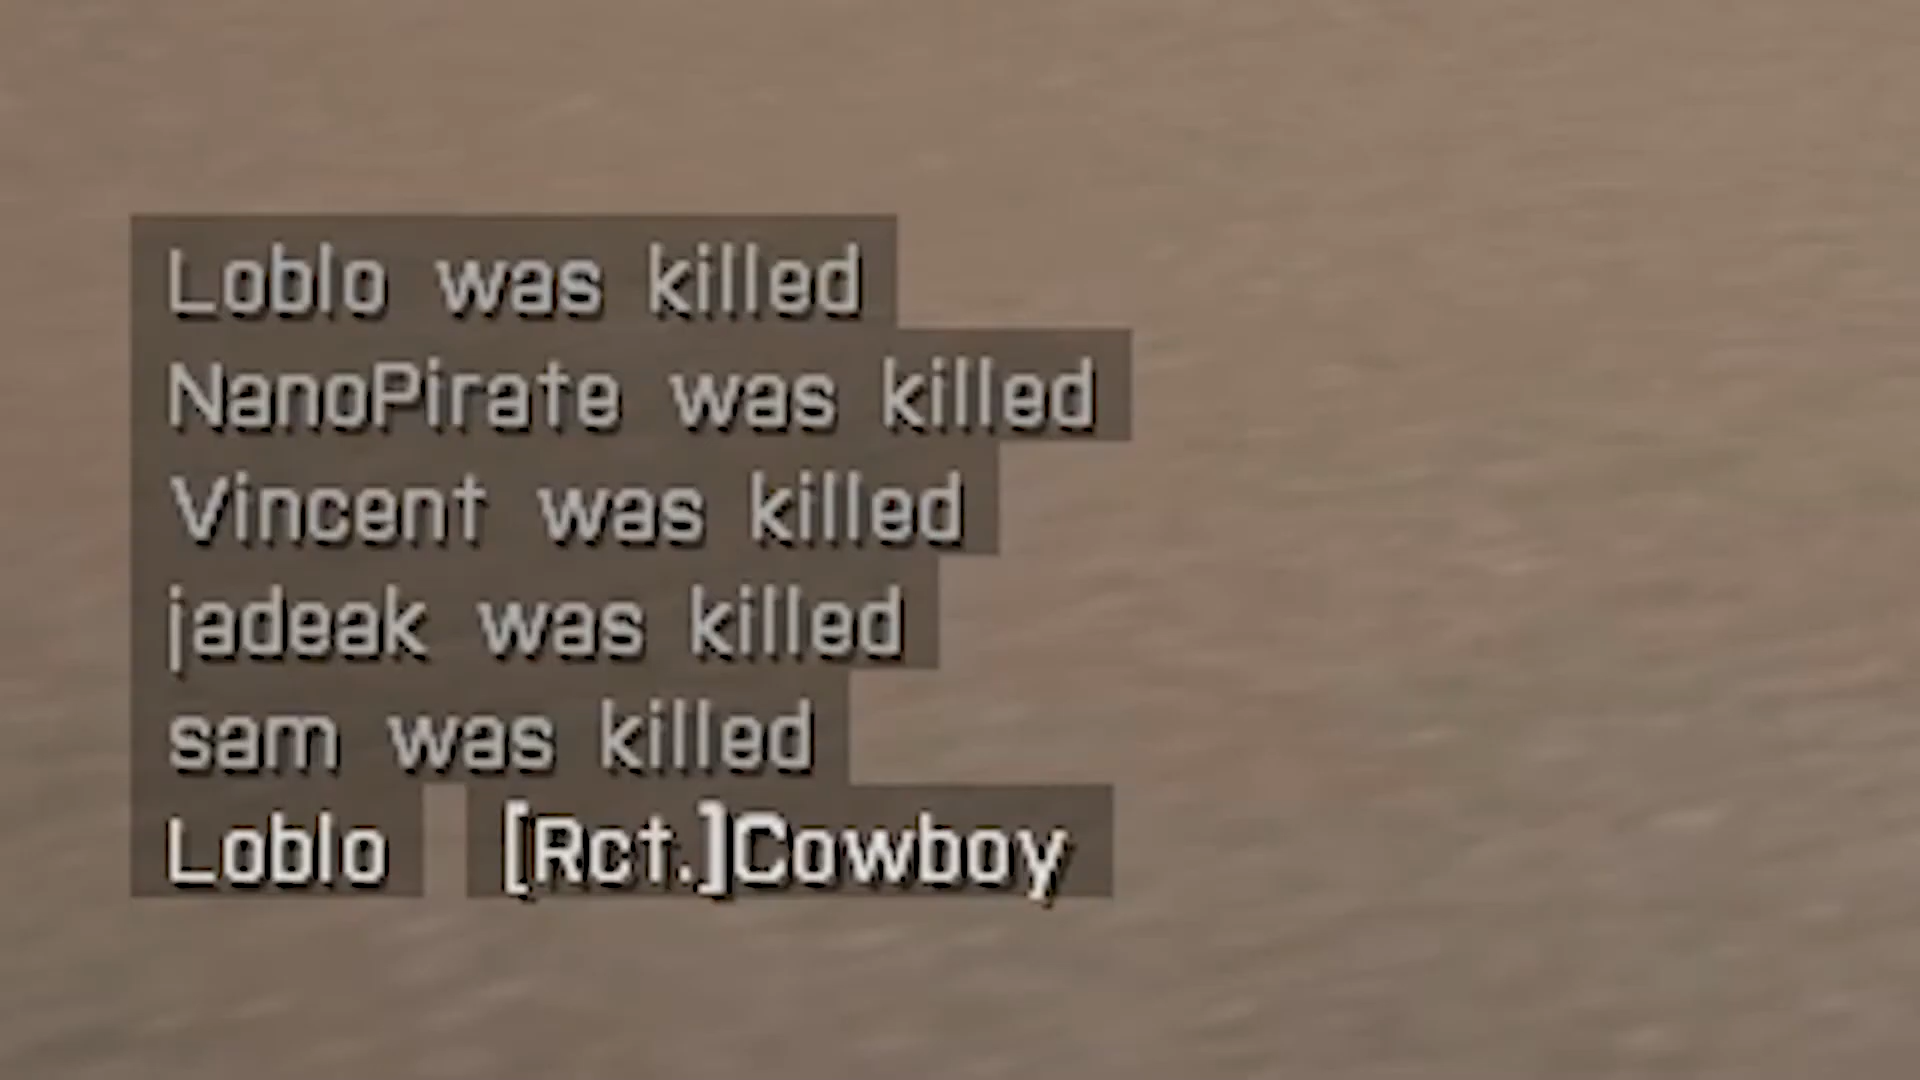 Loblo was killed
NanoPirate was killed
Vincent was killed
jadeak was killed
sam was killed
Loblo [Rct.]Cowboy